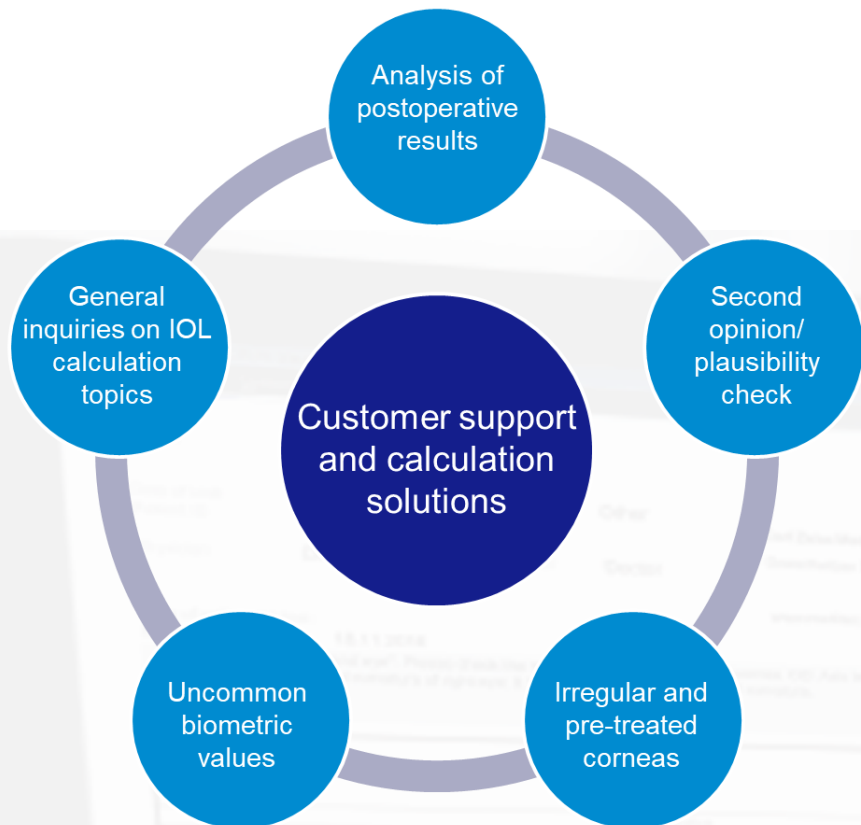 Analysis of
postoperative
results
General
inquiries on IOL
calculation
topics
Second
opinion/
plausibility
check
Customer support
and calculation
solutions
Uncommon
biometric
values
Irregular and
pre-treated
corneas